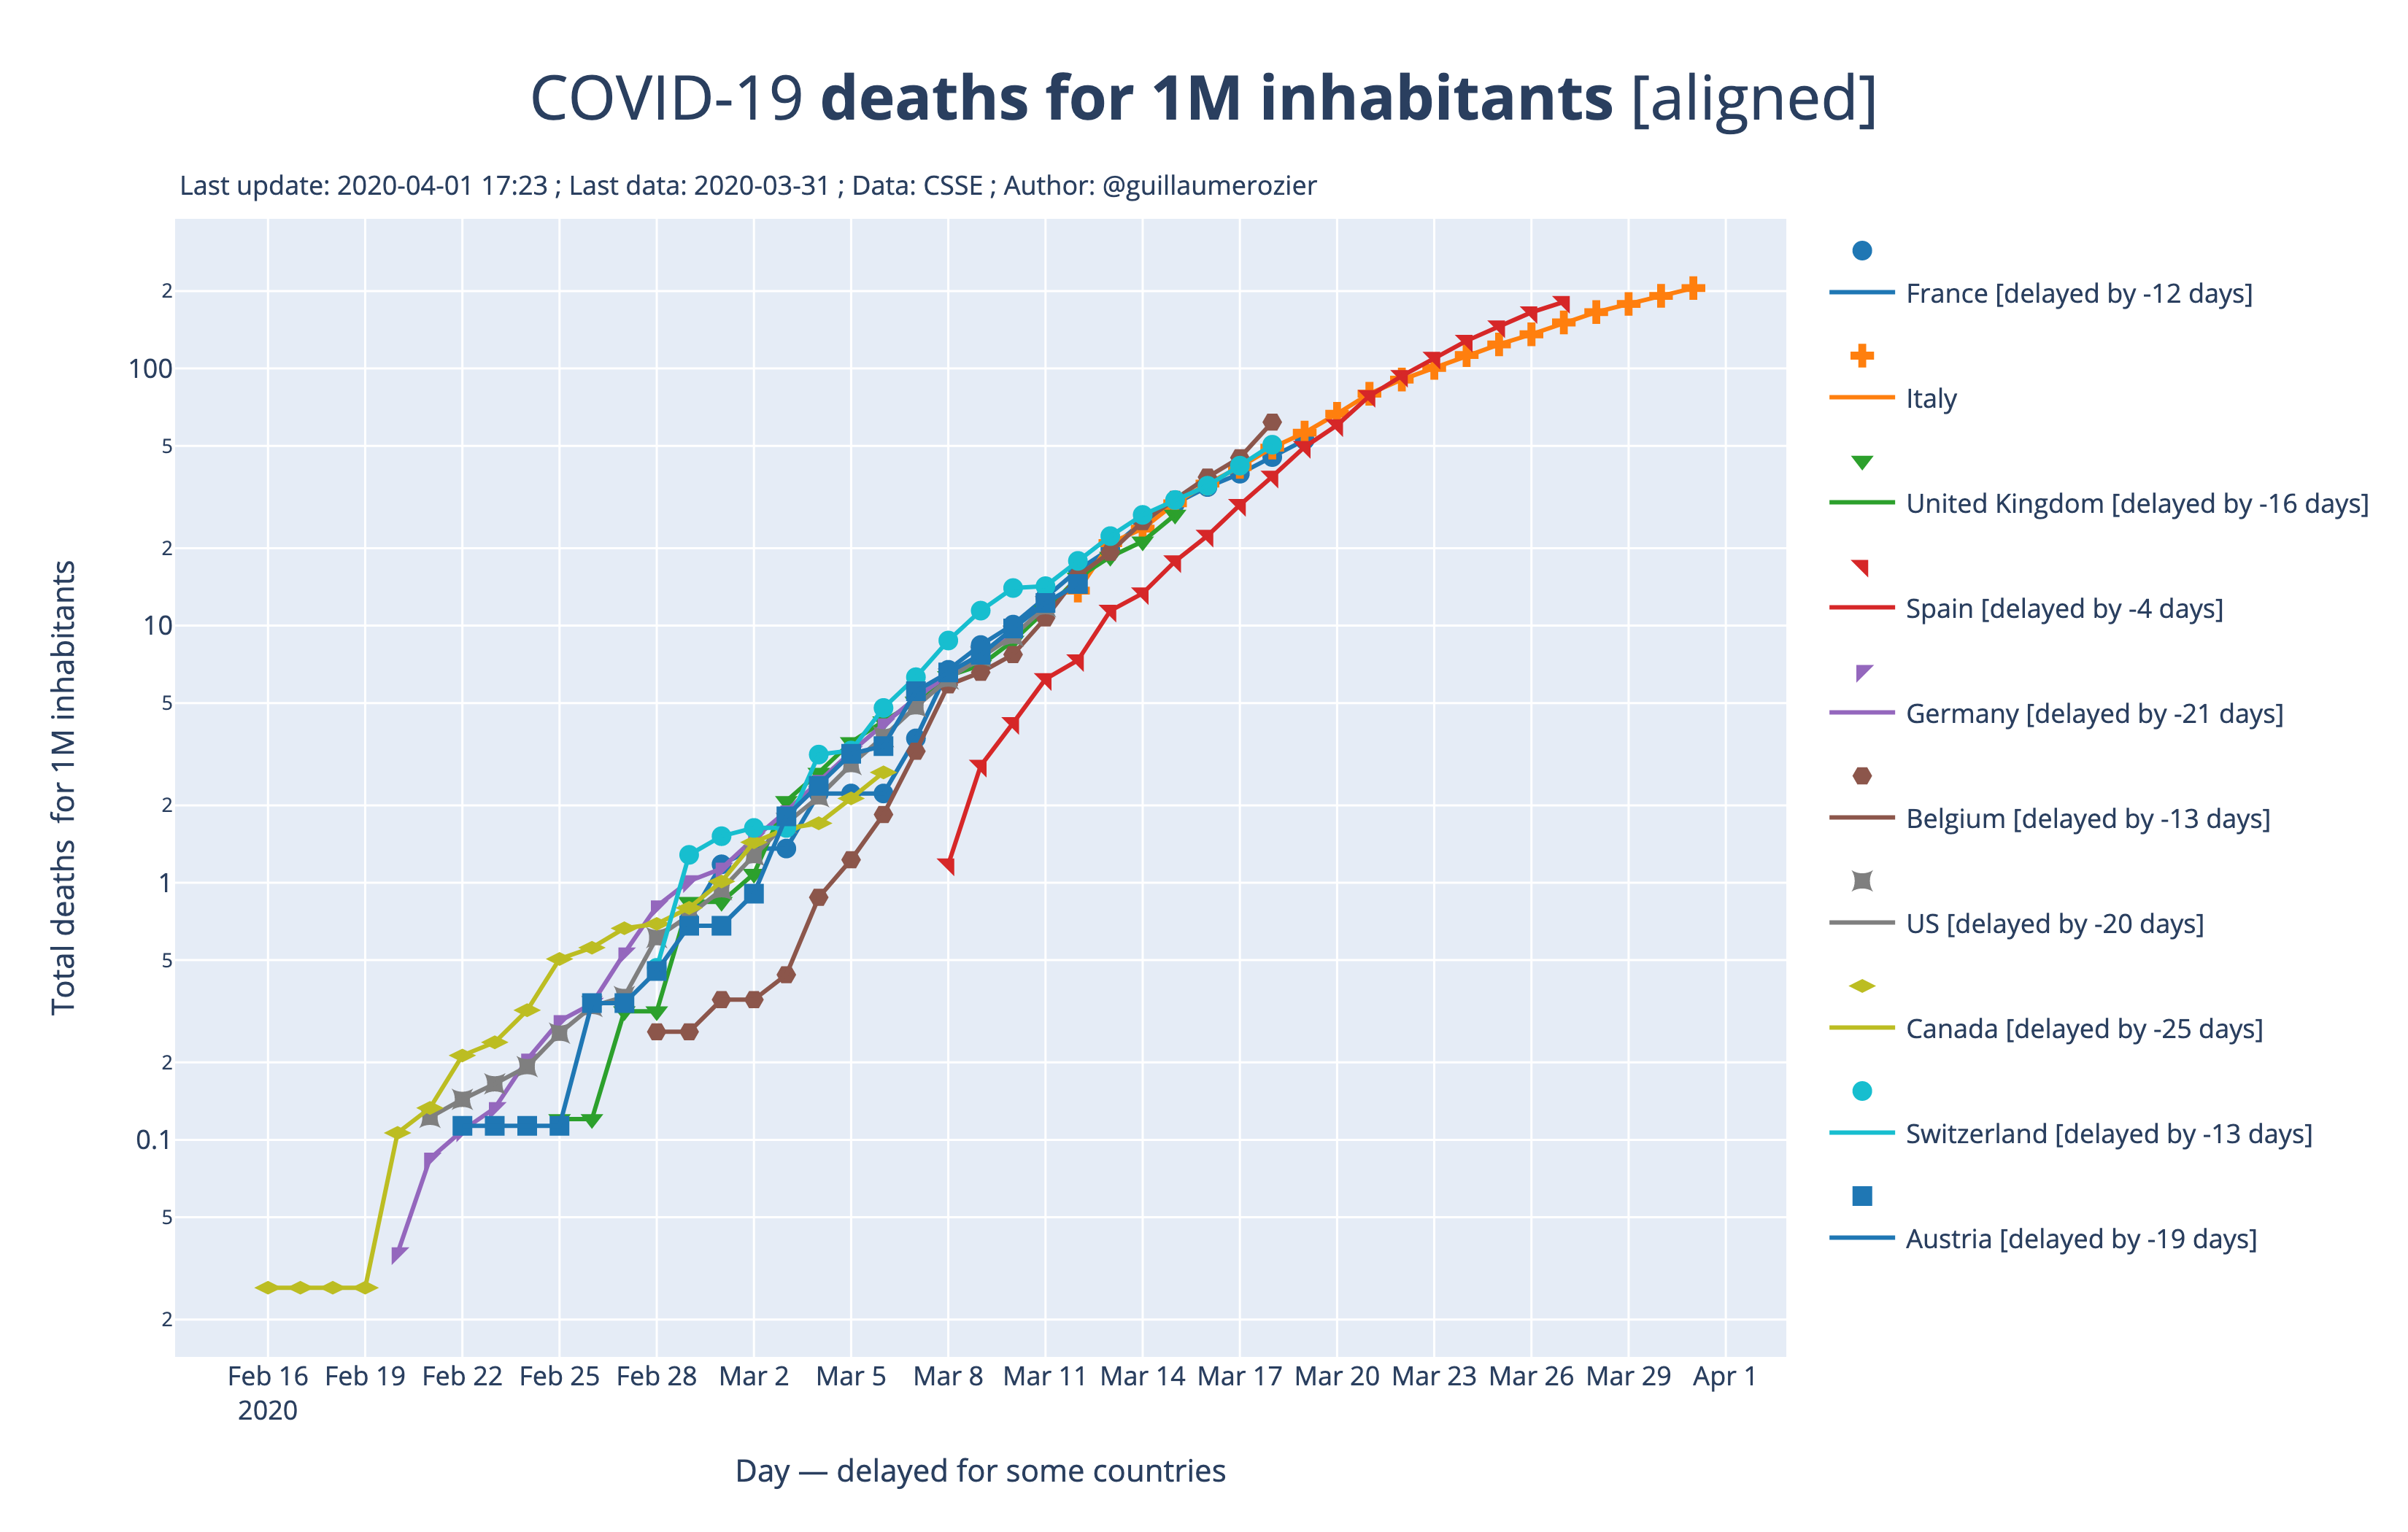 COVID-19 deaths for 1M inhabitants [aligned]
Last update: 2020-04-01 17:23 ; Last data: 2020-03-31 ; Data: CSSE ; Author: @guillaumerozier
Total deaths for 1M inhabitants
2
100
5
2
10
5
2
1
5
2
0.1
5
2
Feb 16 Feb 19 Feb 22 Feb 25 Feb 28 Mar 2 Mar 5 Mar 8 Mar 11 Mar 14 Mar 17 Mar 20 Mar 23 Mar 26 Mar 29 Apr 1
2020
Day — delayed for some countries
France [delayed by -12 days]
Italy
United Kingdom [delayed by -16 days]
Spain [delayed by -4 days]
Germany [delayed by -21 days]
Belgium [delayed by -13 days]
US [delayed by -20 days]
Canada [delayed by -25 days]
Switzerland [delayed by -13 days]
Austria [delayed by -19 days]